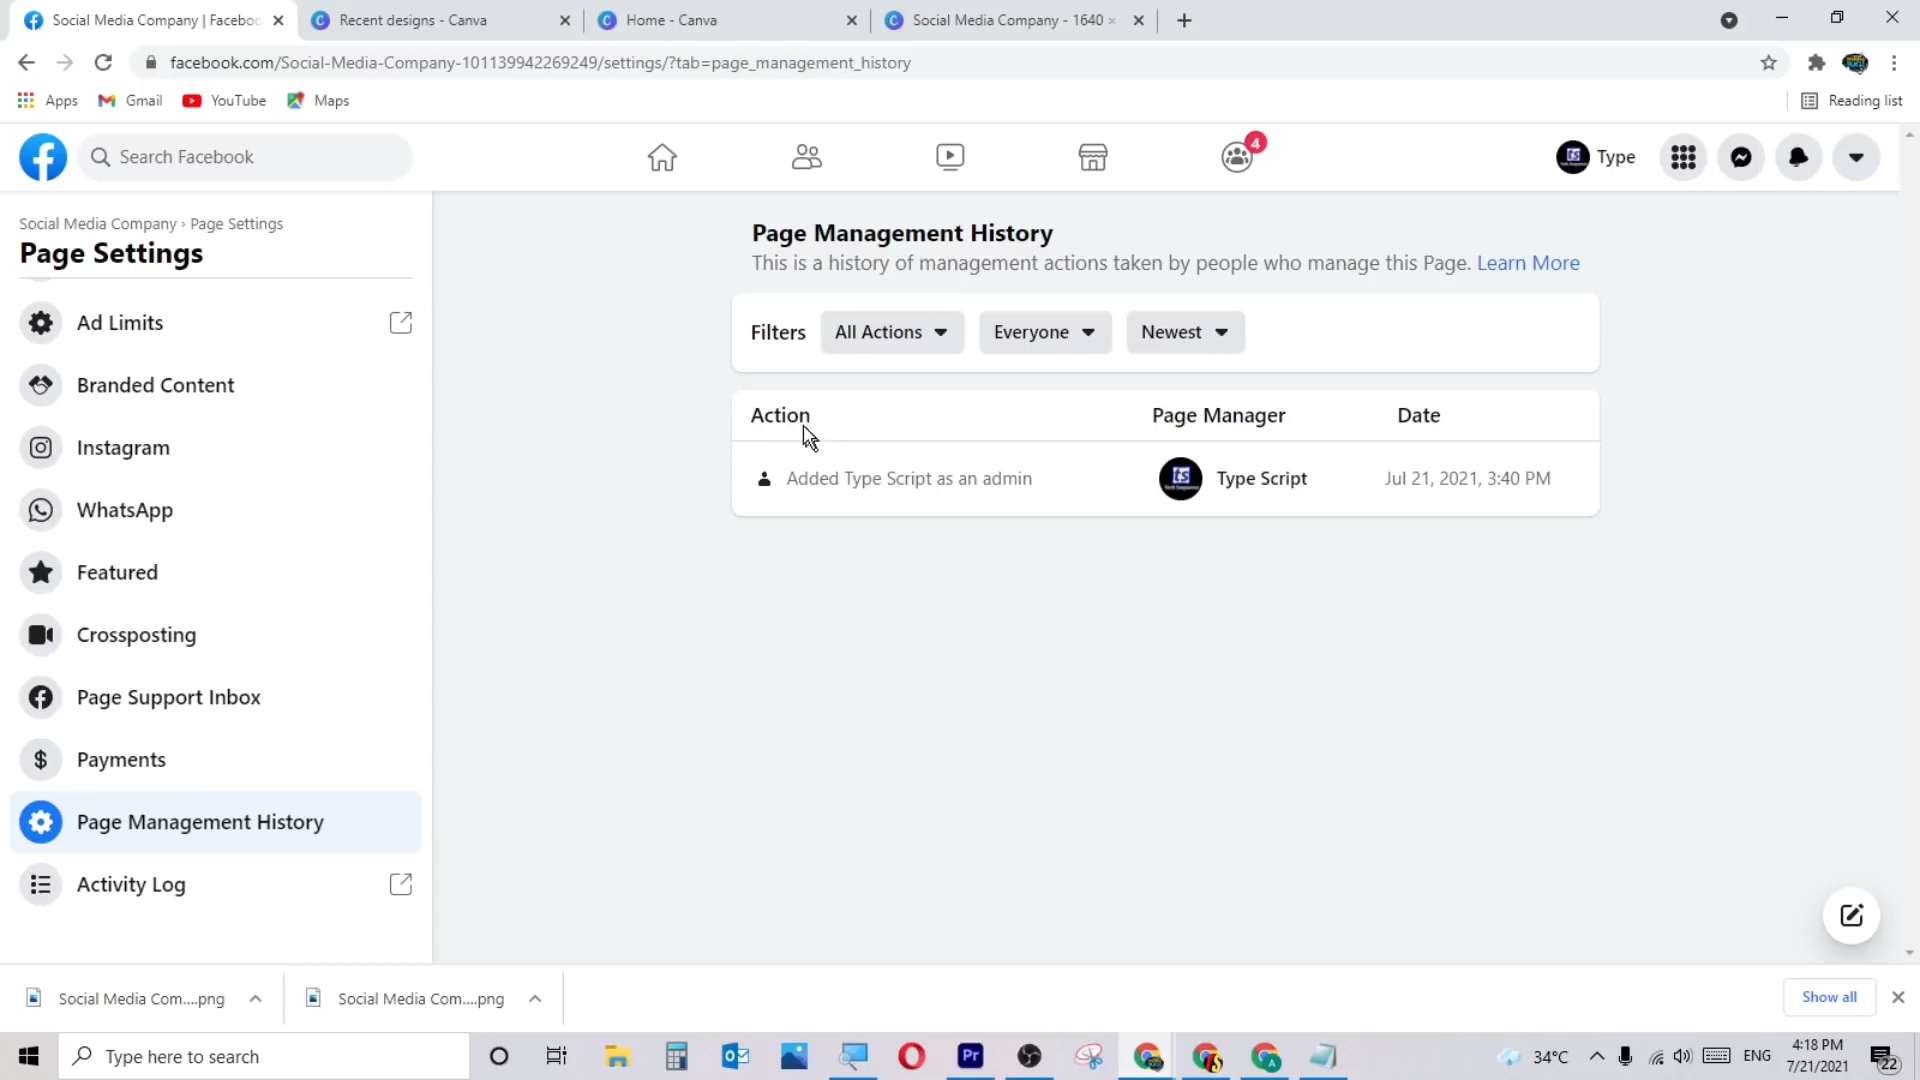 Social Media Company | Faceboo
Recent designs - Canva
Home - Canva
Social Media Company - 1640 ×
facebook.com/Social-Media-Company-101139942269249/settings/?tab=page_management_history
Apps
Gmail
YouTube
Maps
Reading list
Search Facebook
4
Type
Social Media Company › Page Settings
Page Settings
Ad Limits
Branded Content
Instagram
WhatsApp
Featured
Crossposting
Page Support Inbox
Payments
Page Management History
Activity Log
Page Management History
This is a history of management actions taken by people who manage this Page. Learn More
Filters All Actions Everyone Newest
Action Page Manager Date
Added Type Script as an admin Type Script Jul 21, 2021, 3:40 PM
Social Media Com....png
Social Media Com....png
Show all
Type here to search
Pr
34°C
ENG
4:18 PM
7/21/2021
22